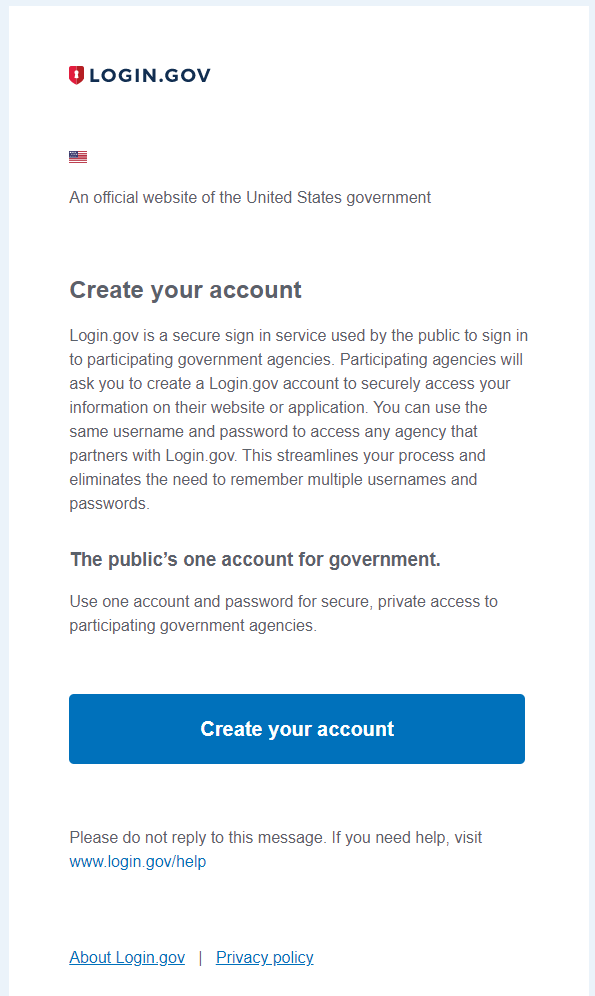 LOGIN.GOV
An official website of the United States government
Create your account
Login.gov is a secure sign in service used by the public to sign in
to participating government agencies. Participating agencies will
ask you to create a Login.gov account to securely access your
information on their website or application. You can use the
same username and password to access any agency that
partners with Login.gov. This streamlines your process and
eliminates the need to remember multiple usernames and
passwords.
The public’s one account for government.
Use one account and password for secure, private access to
participating government agencies.
Create your account
Please do not reply to this message. If you need help, visit
www.login.gov/help
About Login.gov | Privacy policy